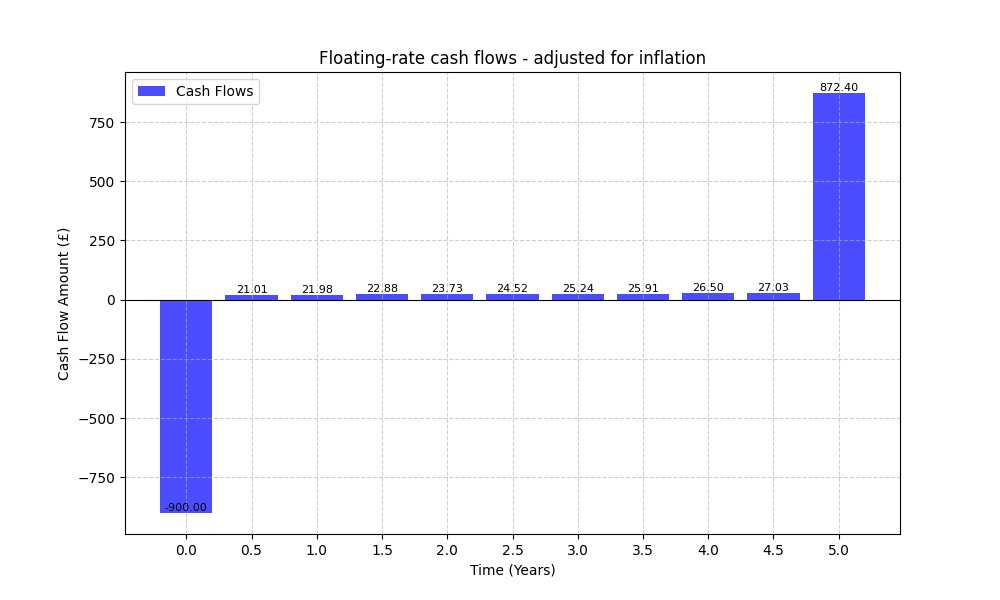 Floating-rate cash flows - adjusted for inflation
Cash Flows
872.40
750
500
250
21.01 21.98 22.88 23.73 24.52 25.24 25.91 26.50 27.03
0
−250
−500
−750
-900.00
Cash Flow Amount (£)
0.0 0.5 1.0 1.5 2.0 2.5 3.0 3.5 4.0 4.5 5.0
Time (Years)